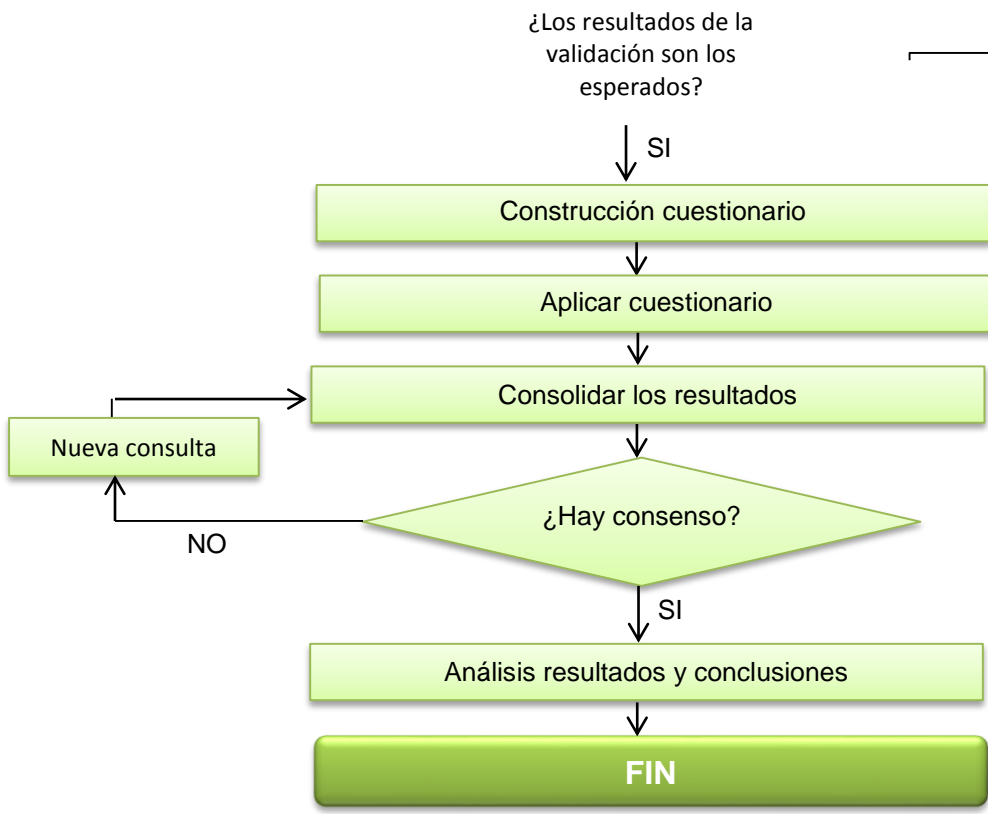 ¿Los resultados de la
validación son los
esperados?
SI
Construcción cuestionario
Aplicar cuestionario
Consolidar los resultados
Nueva consulta
¿Hay consenso?
NO
SI
Análisis resultados y conclusiones
FIN